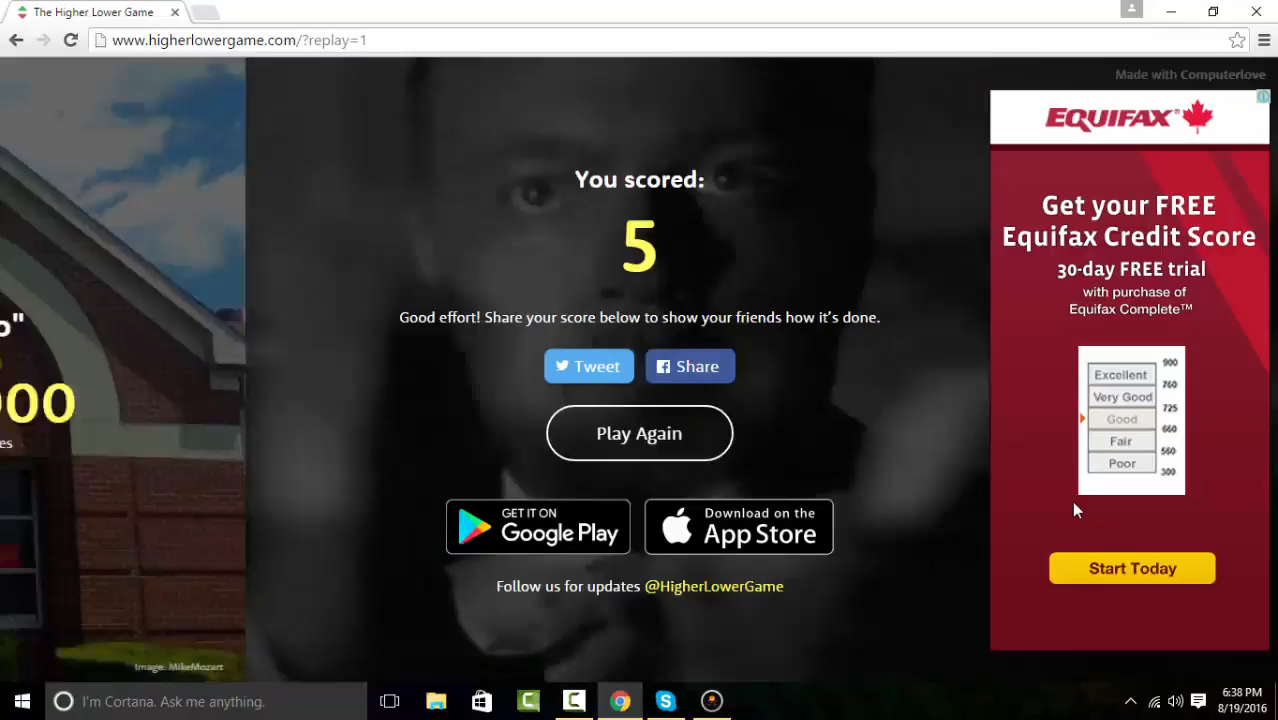 The Higher Lower Game
www.higherlowergame.com/?replay=1
Made with Computerlove
o"
000
es
Image: MikeMozart
You scored:
5
Good effort! Share your score below to show your friends how it's done.
Tweet
Share
Play Again
GET IT ON
Google Play
Download on the
App Store
Follow us for updates @HigherLowerGame
EQUIFAX®
Get your FREE
Equifax Credit Score
30-day FREE trial
with purchase of
Equifax Complete™
900
Excellent
760
Very Good
725
Good
660
Fair
560
Poor
300
Start Today
I'm Cortana. Ask me anything.
6:38 PM
8/19/2016